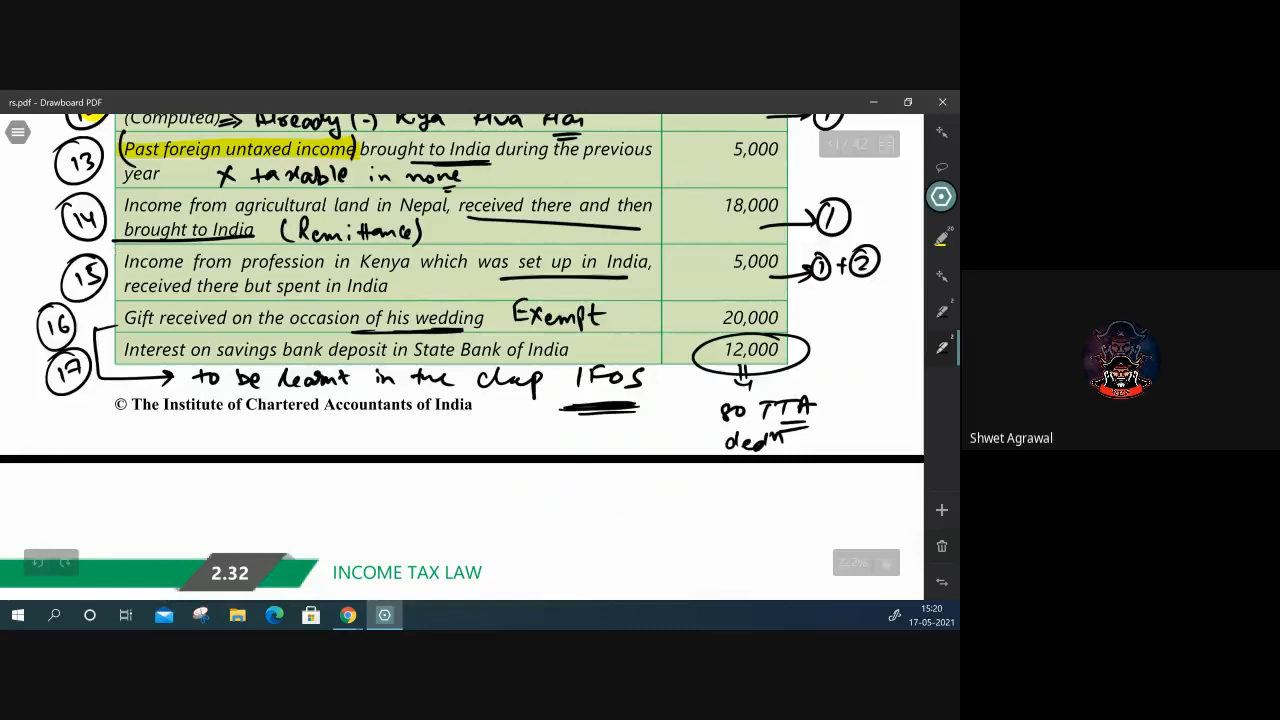 rs.pdf - Drawboard PDF
(Computed) ⇒ Already (-) Kya Hua Hai
13 Past foreign untaxed income brought to India during the previous 5,000
year X taxable in none
14 Income from agricultural land in Nepal, received there and then 18,000 → 1
brought to India (Remittance)
15 Income from profession in Kenya which was set up in India, 5,000 → 1 + 2
received there but spent in India
16 Gift received on the occasion of his wedding Exempt 20,000
17 Interest on savings bank deposit in State Bank of India 12,000
→ to be learnt in the chap IFOS
© The Institute of Chartered Accountants of India
80 TTA
dedn
Shwet Agrawal
2.32 INCOME TAX LAW
15:20
17-05-2021